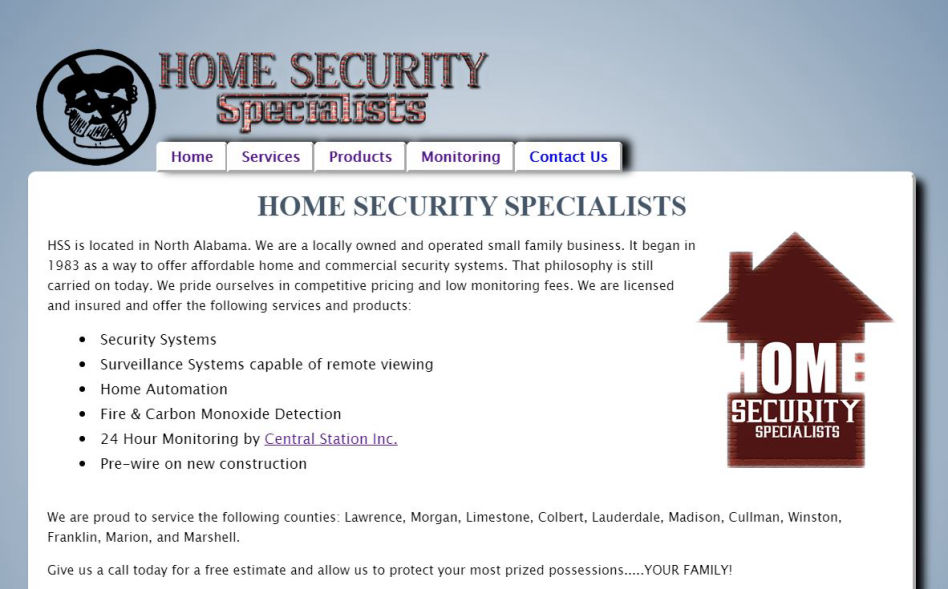 HOME SECURITY
Specialists
Home Services Products Monitoring Contact Us
HOME SECURITY SPECIALISTS
HSS is located in North Alabama. We are a locally owned and operated small family business. It began in
1983 as a way to offer affordable home and commercial security systems. That philosophy is still
carried on today. We pride ourselves in competitive pricing and low monitoring fees. We are licensed
and insured and offer the following services and products:
• Security Systems
• Surveillance Systems capable of remote viewing
• Home Automation
• Fire & Carbon Monoxide Detection
• 24 Hour Monitoring by Central Station Inc.
• Pre-wire on new construction
HOME
SECURITY
SPECIALISTS
We are proud to service the following counties: Lawrence, Morgan, Limestone, Colbert, Lauderdale, Madison, Cullman, Winston,
Franklin, Marion, and Marshell.
Give us a call today for a free estimate and allow us to protect your most prized possessions.....YOUR FAMILY!